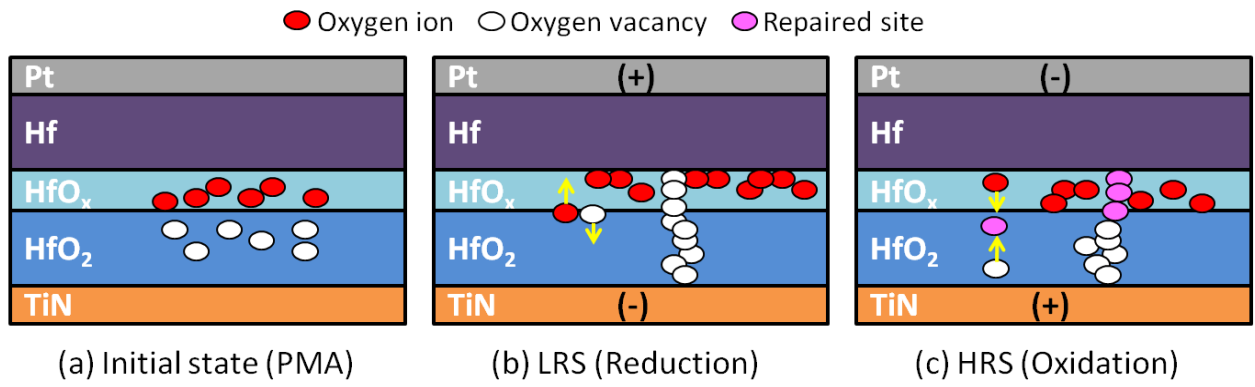 Oxygen ion Oxygen vacancy Repaired site
Pt
Hf
HfOx
HfO2
TiN
(a) Initial state (PMA)
Pt (+)
Hf
HfOx
HfO2
TiN (-)
(b) LRS (Reduction)
Pt (-)
Hf
HfOx
HfO2
TiN (+)
(c) HRS (Oxidation)